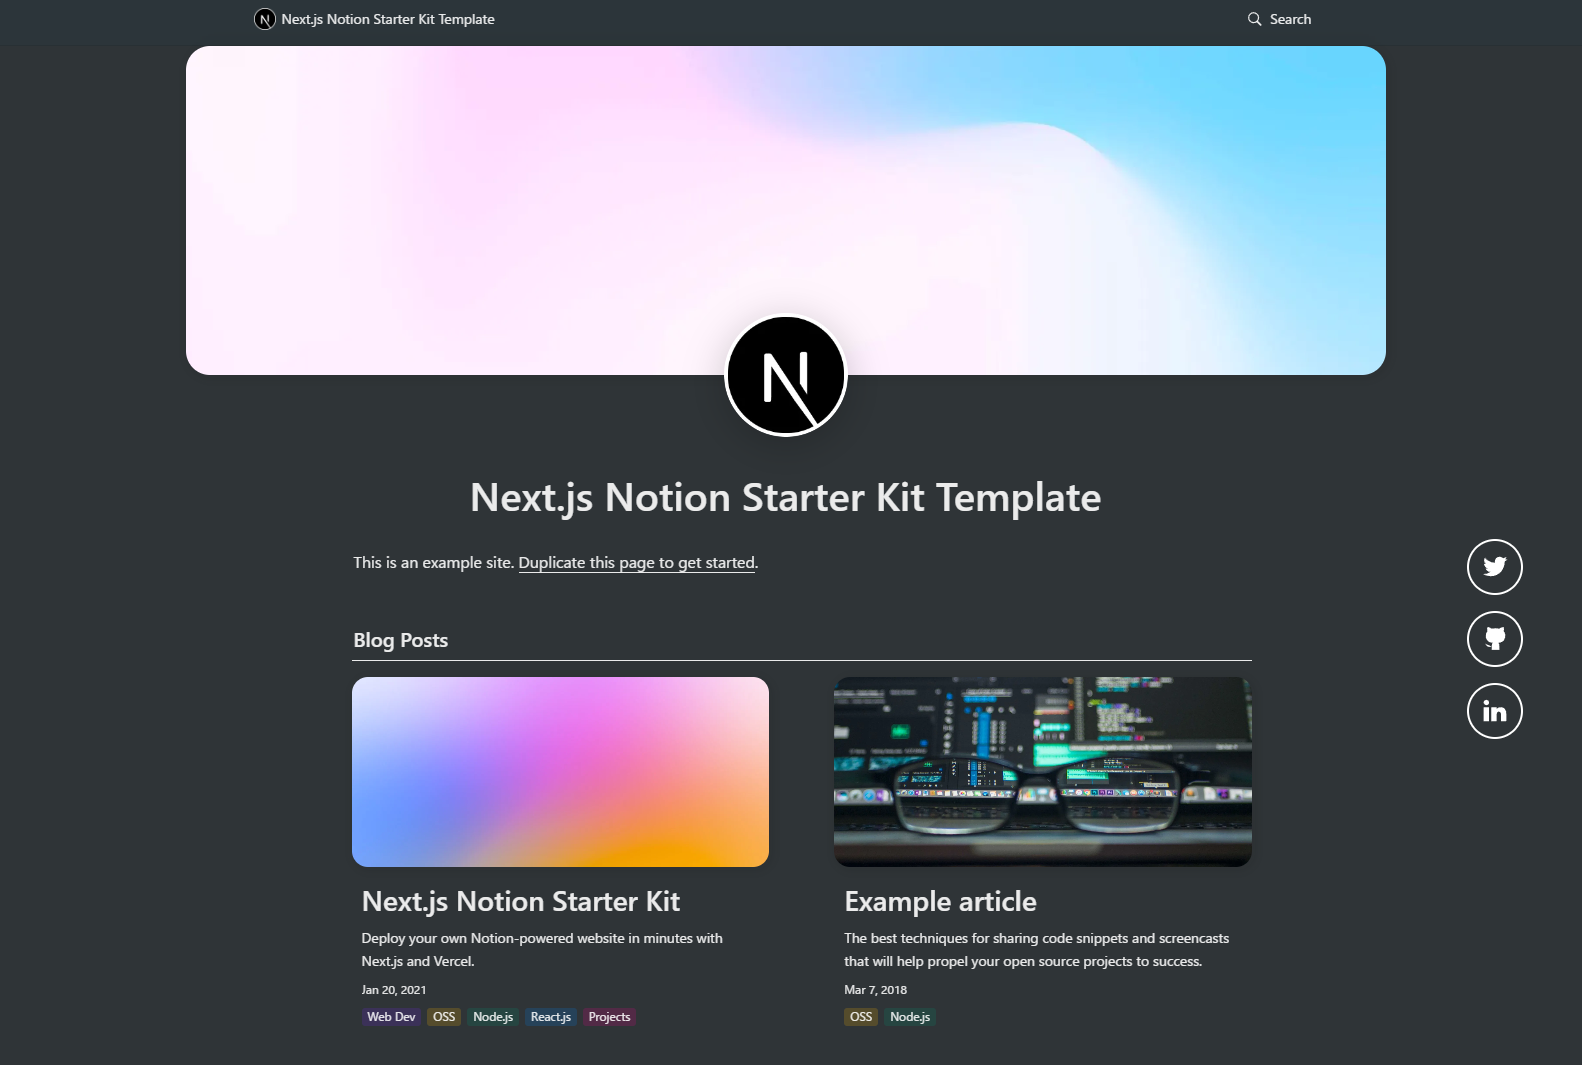 Next.js Notion Starter Kit Template
Search
Next.js Notion Starter Kit Template
This is an example site. Duplicate this page to get started.
Blog Posts
Next.js Notion Starter Kit
Deploy your own Notion-powered website in minutes with
Next.js and Vercel.
Jan 20, 2021
Web Dev OSS Node.js React.js Projects
Example article
The best techniques for sharing code snippets and screencasts
that will help propel your open source projects to success.
Mar 7, 2018
OSS Node.js